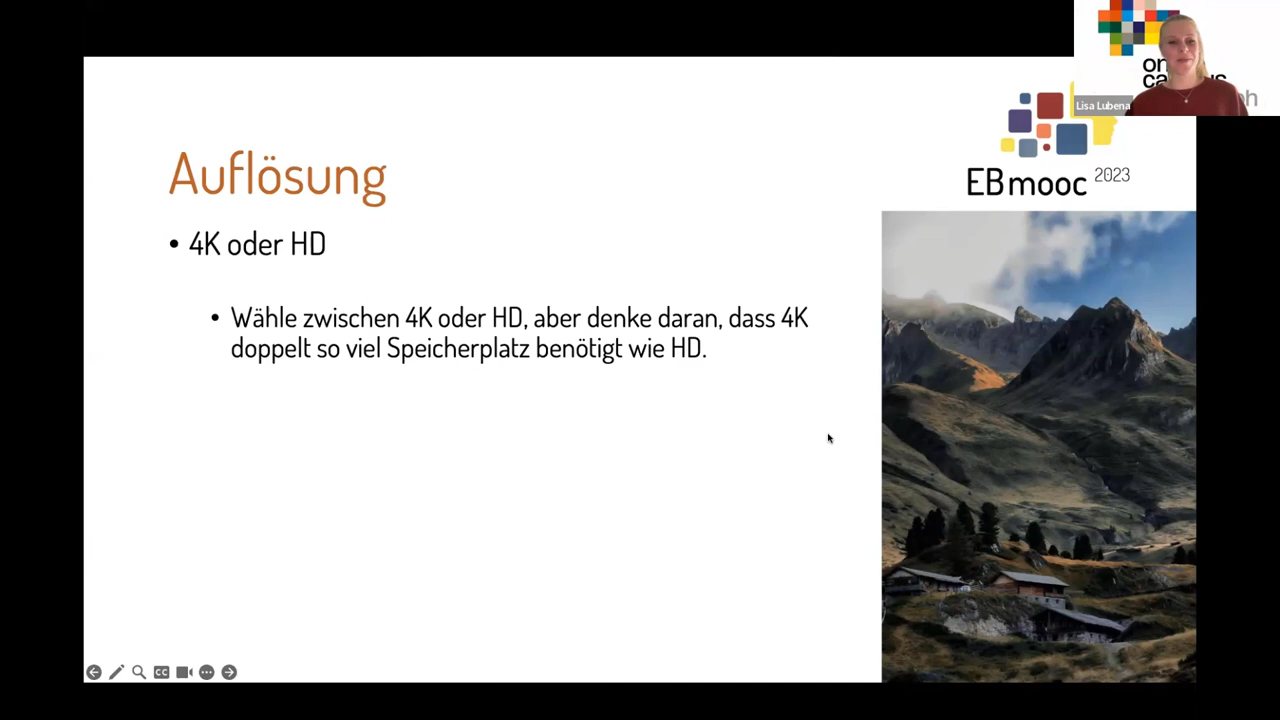 Lisa Lubena
EBmooc 2023
Auflösung
• 4K oder HD
• Wähle zwischen 4K oder HD, aber denke daran, dass 4K
doppelt so viel Speicherplatz benötigt wie HD.
CC